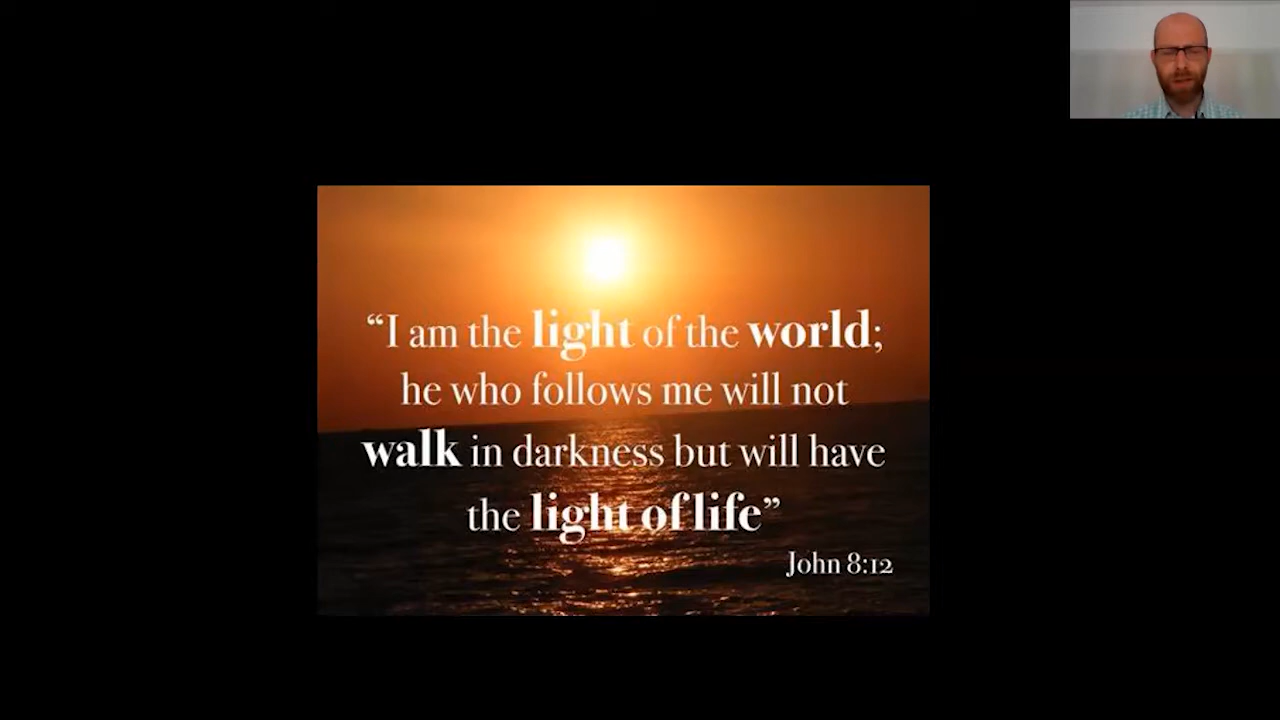 “I am the light of the world;
he who follows me will not
walk in darkness but will have
the light of life”
John 8:12